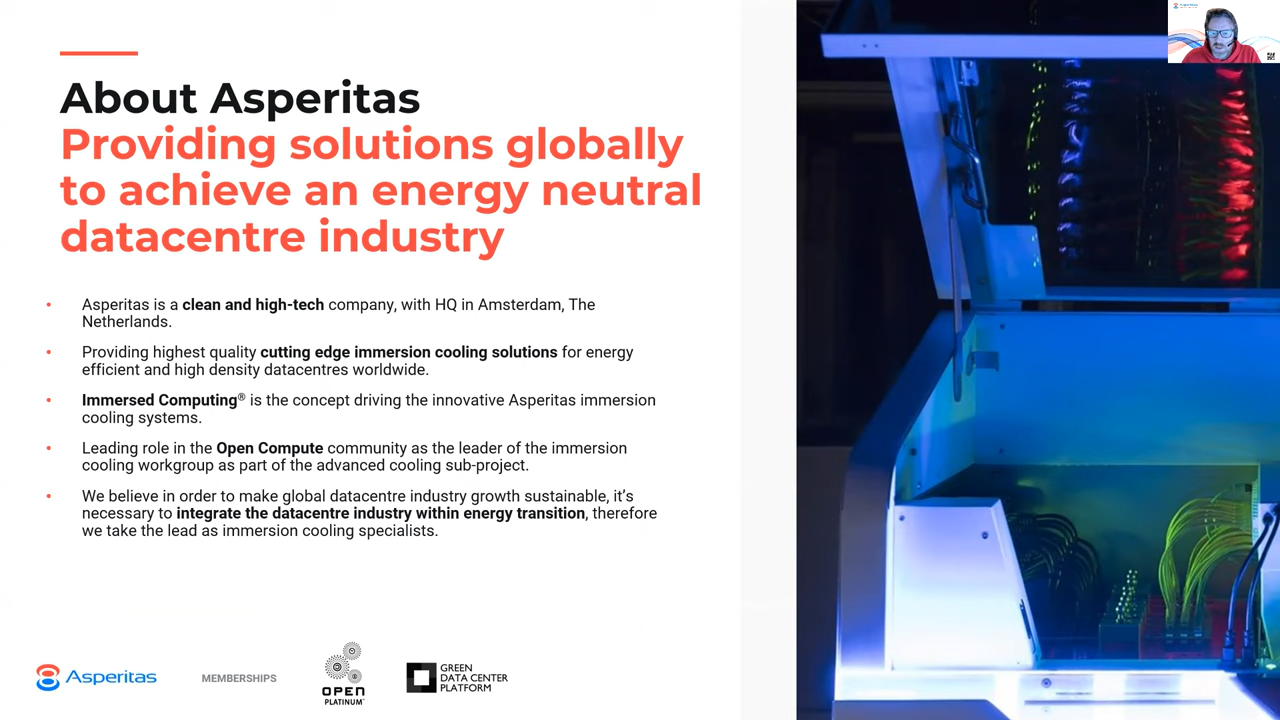 About Asperitas
Providing solutions globally
to achieve an energy neutral
datacentre industry
• Asperitas is a clean and high-tech company, with HQ in Amsterdam, The
Netherlands.
• Providing highest quality cutting edge immersion cooling solutions for energy
efficient and high density datacentres worldwide.
• Immersed Computing® is the concept driving the innovative Asperitas immersion
cooling systems.
• Leading role in the Open Compute community as the leader of the immersion
cooling workgroup as part of the advanced cooling sub-project.
• We believe in order to make global datacentre industry growth sustainable, it’s
necessary to integrate the datacentre industry within energy transition, therefore
we take the lead as immersion cooling specialists.
Asperitas
MEMBERSHIPS
OPEN
PLATINUM™
GREEN
DATA CENTER
PLATFORM
Asperitas